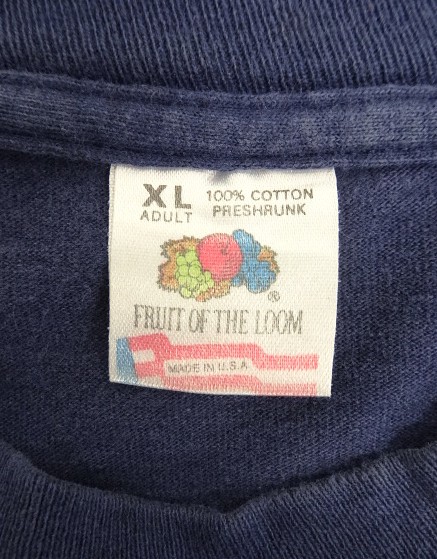 XL 100% COTTON
ADULT PRESHRUNK
®
FRUIT OF THE LOOM
MADE IN U.S.A.